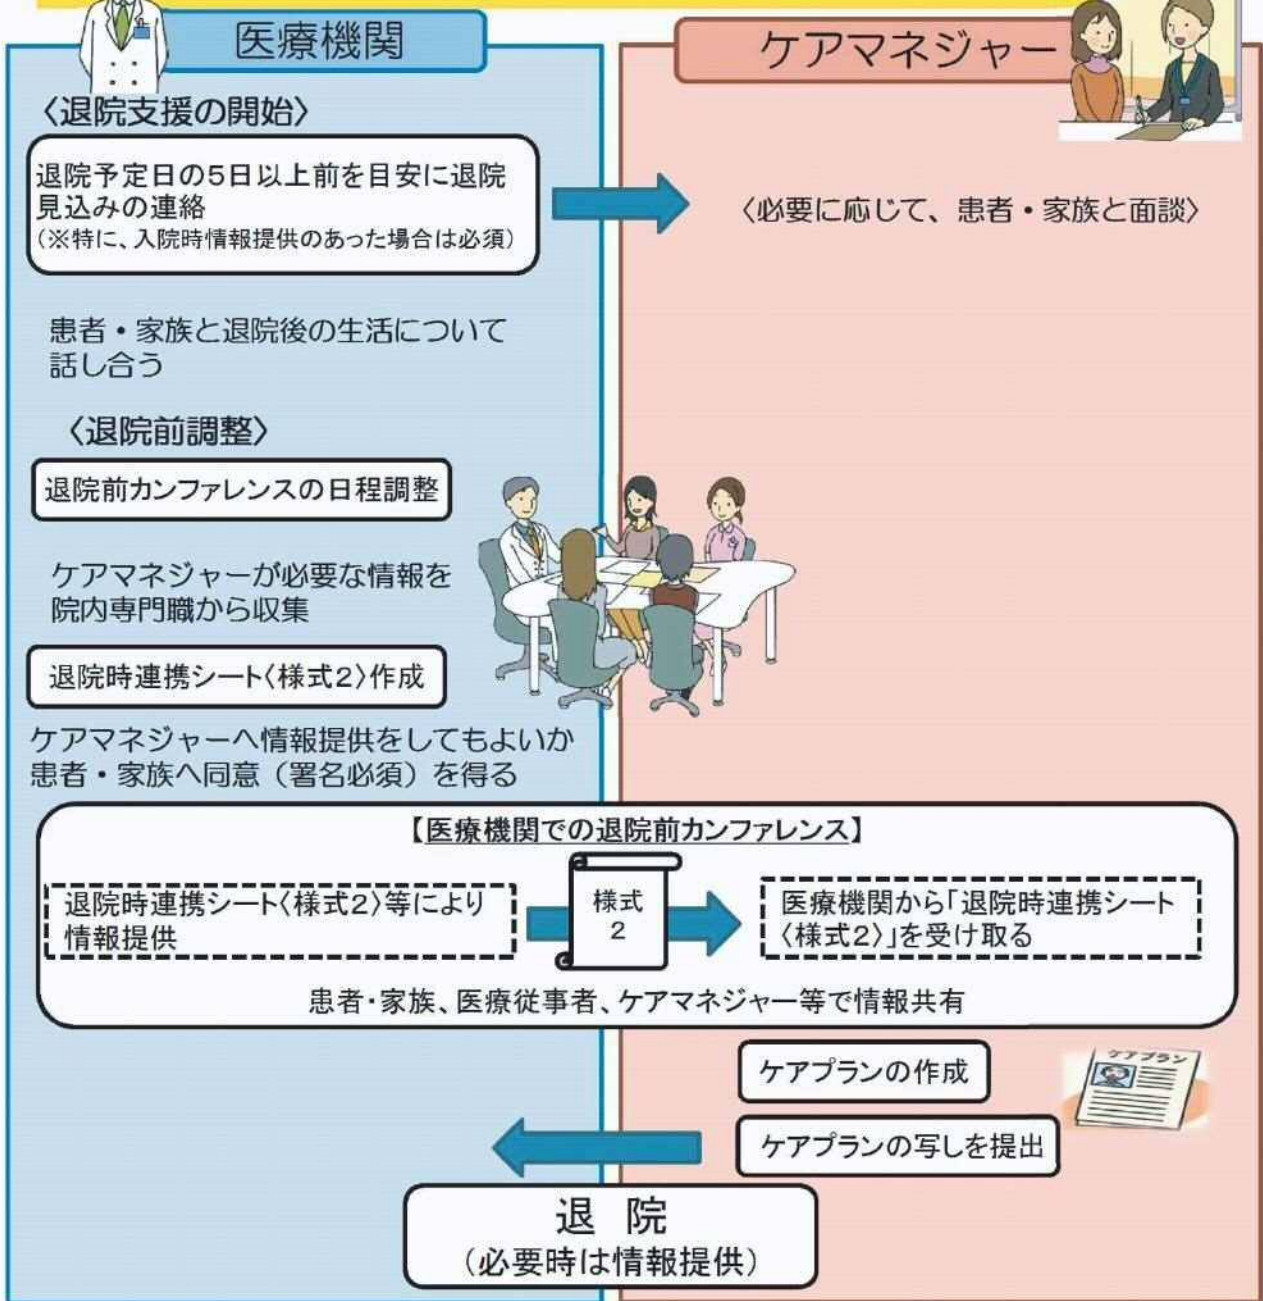 医療機関
ケアマネジャー
〈退院支援の開始〉
退院予定日の5日以上前を目安に退院
見込みの連絡
(※特に、入院時情報提供のあった場合は必須)
〈必要に応じて、患者・家族と面談〉
患者・家族と退院後の生活について
話し合う
〈退院前調整〉
退院前カンファレンスの日程調整
ケアマネジャーが必要な情報を
院内専門職から収集
退院時連携シート〈様式2〉作成
ケアマネジャーへ情報提供をしてもよいか
患者・家族へ同意（署名必須）を得る
【医療機関での退院前カンファレンス】
退院時連携シート〈様式2〉等により
情報提供
様式
2
医療機関から「退院時連携シート
〈様式2〉」を受け取る
患者・家族、医療従事者、ケアマネジャー等で情報共有
ケアプランの作成
ケアプラン
ケアプランの写しを提出
退 院
（必要時は情報提供）